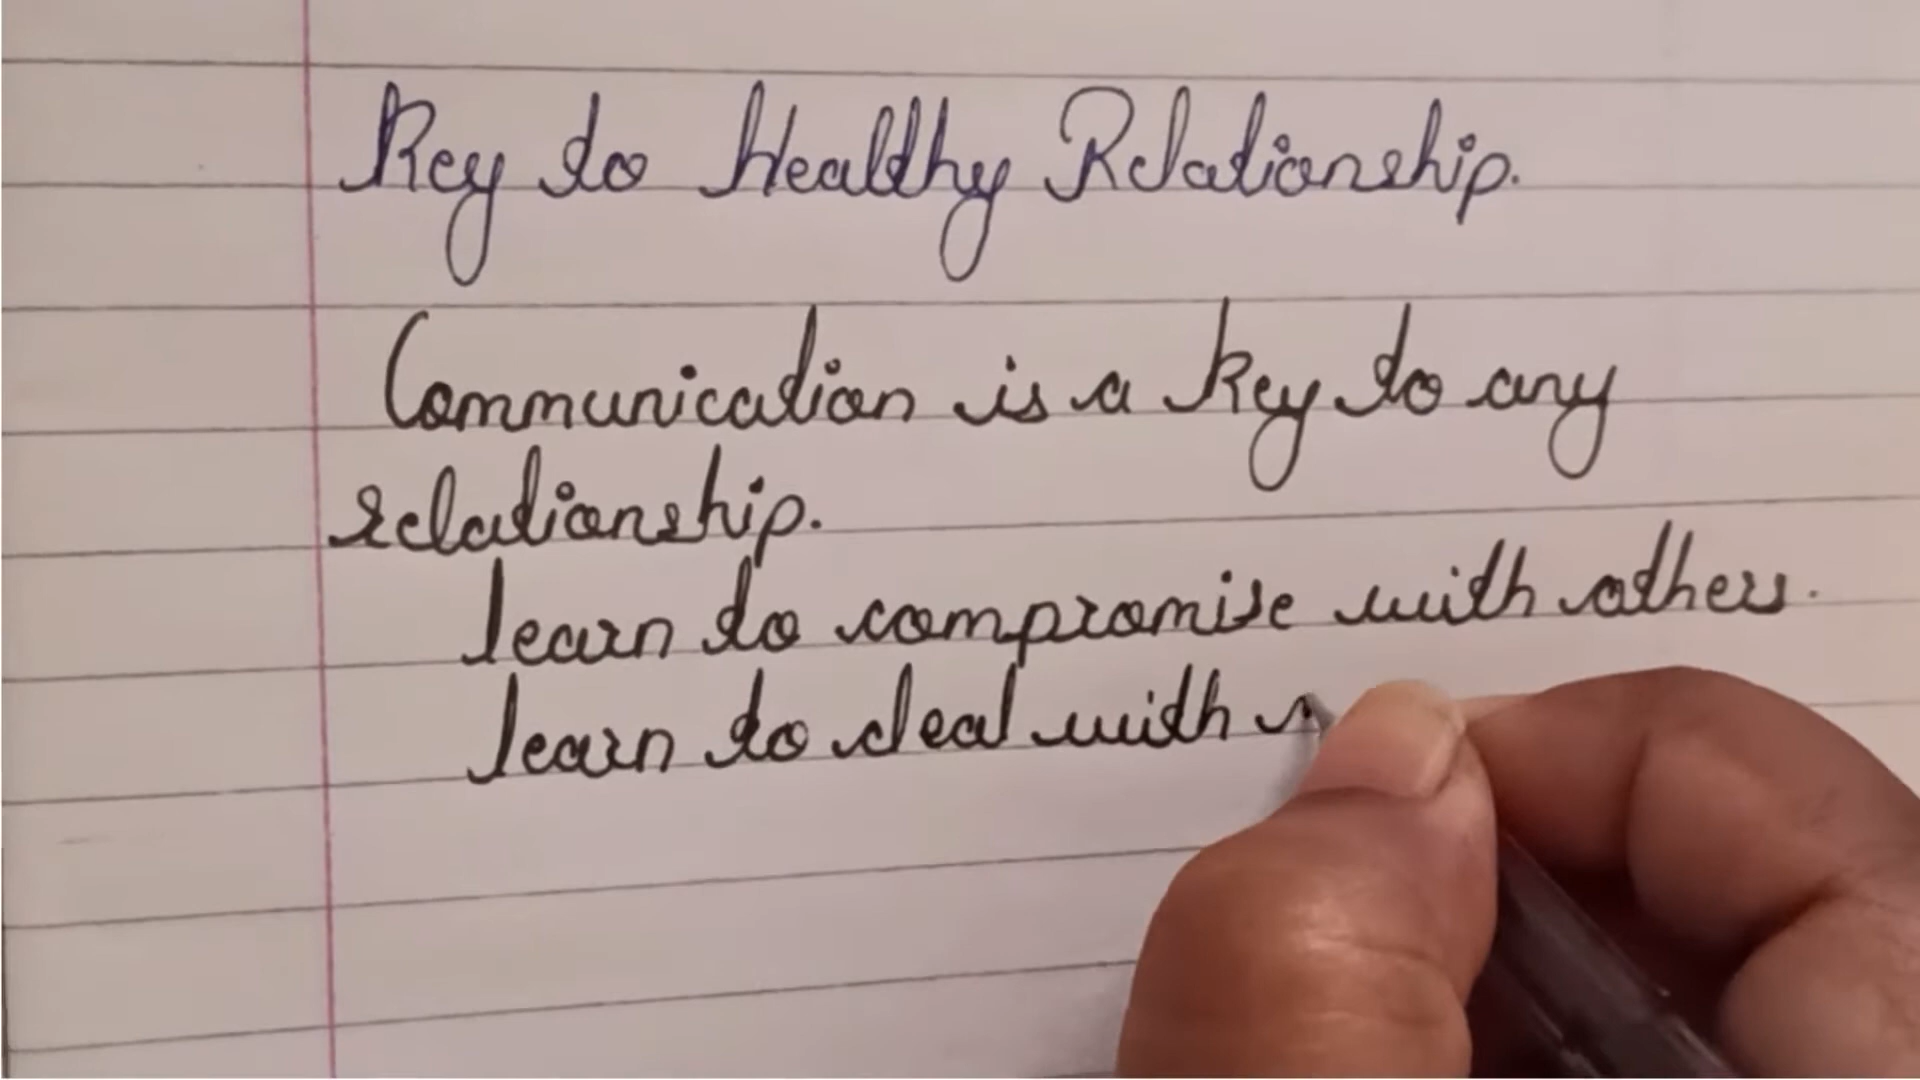 Key to Healthy Relationship.
Communication is a key to any
relationship.
learn to compromise with others.
learn to deal with